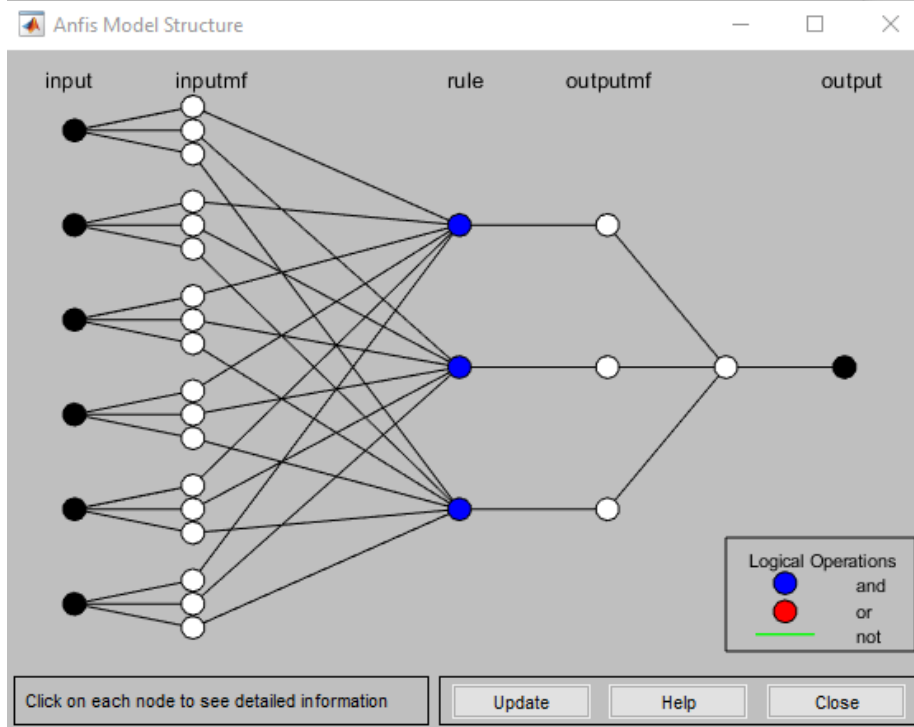 Anfis Model Structure
input inputmf rule outputmf output
Logical Operations
and
or
not
Click on each node to see detailed information
Update Help Close